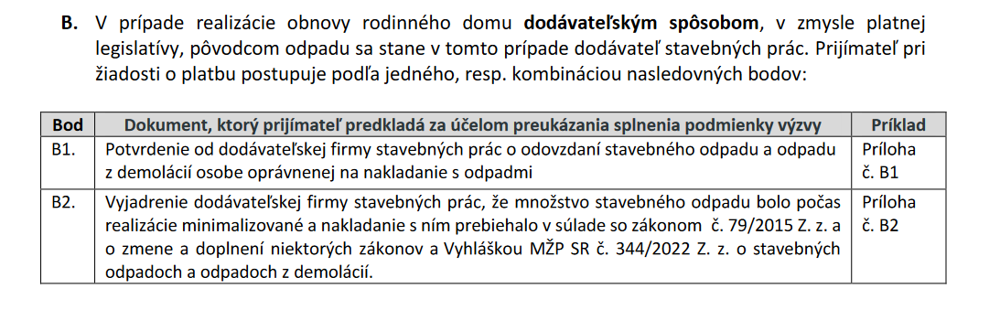 B. V prípade realizácie obnovy rodinného domu dodávateľským spôsobom, v zmysle platnej
legislatívy, pôvodcom odpadu sa stane v tomto prípade dodávateľ stavebných prác. Prijímateľ pri
žiadosti o platbu postupuje podľa jedného, resp. kombináciou nasledovných bodov:
Bod Dokument, ktorý prijímateľ predkladá za účelom preukázania splnenia podmienky výzvy Príklad
B1. Potvrdenie od dodávateľskej firmy stavebných prác o odovzdaní stavebného odpadu a odpadu Príloha
z demolácií osobe oprávnenej na nakladanie s odpadmi č. B1
B2. Vyjadrenie dodávateľskej firmy stavebných prác, že množstvo stavebného odpadu bolo počas Príloha
realizácie minimalizované a nakladanie s ním prebiehalo v súlade so zákonom č. 79/2015 Z. z. a č. B2
o zmene a doplnení niektorých zákonov a Vyhláškou MŽP SR č. 344/2022 Z. z. o stavebných
odpadoch a odpadoch z demolácií.